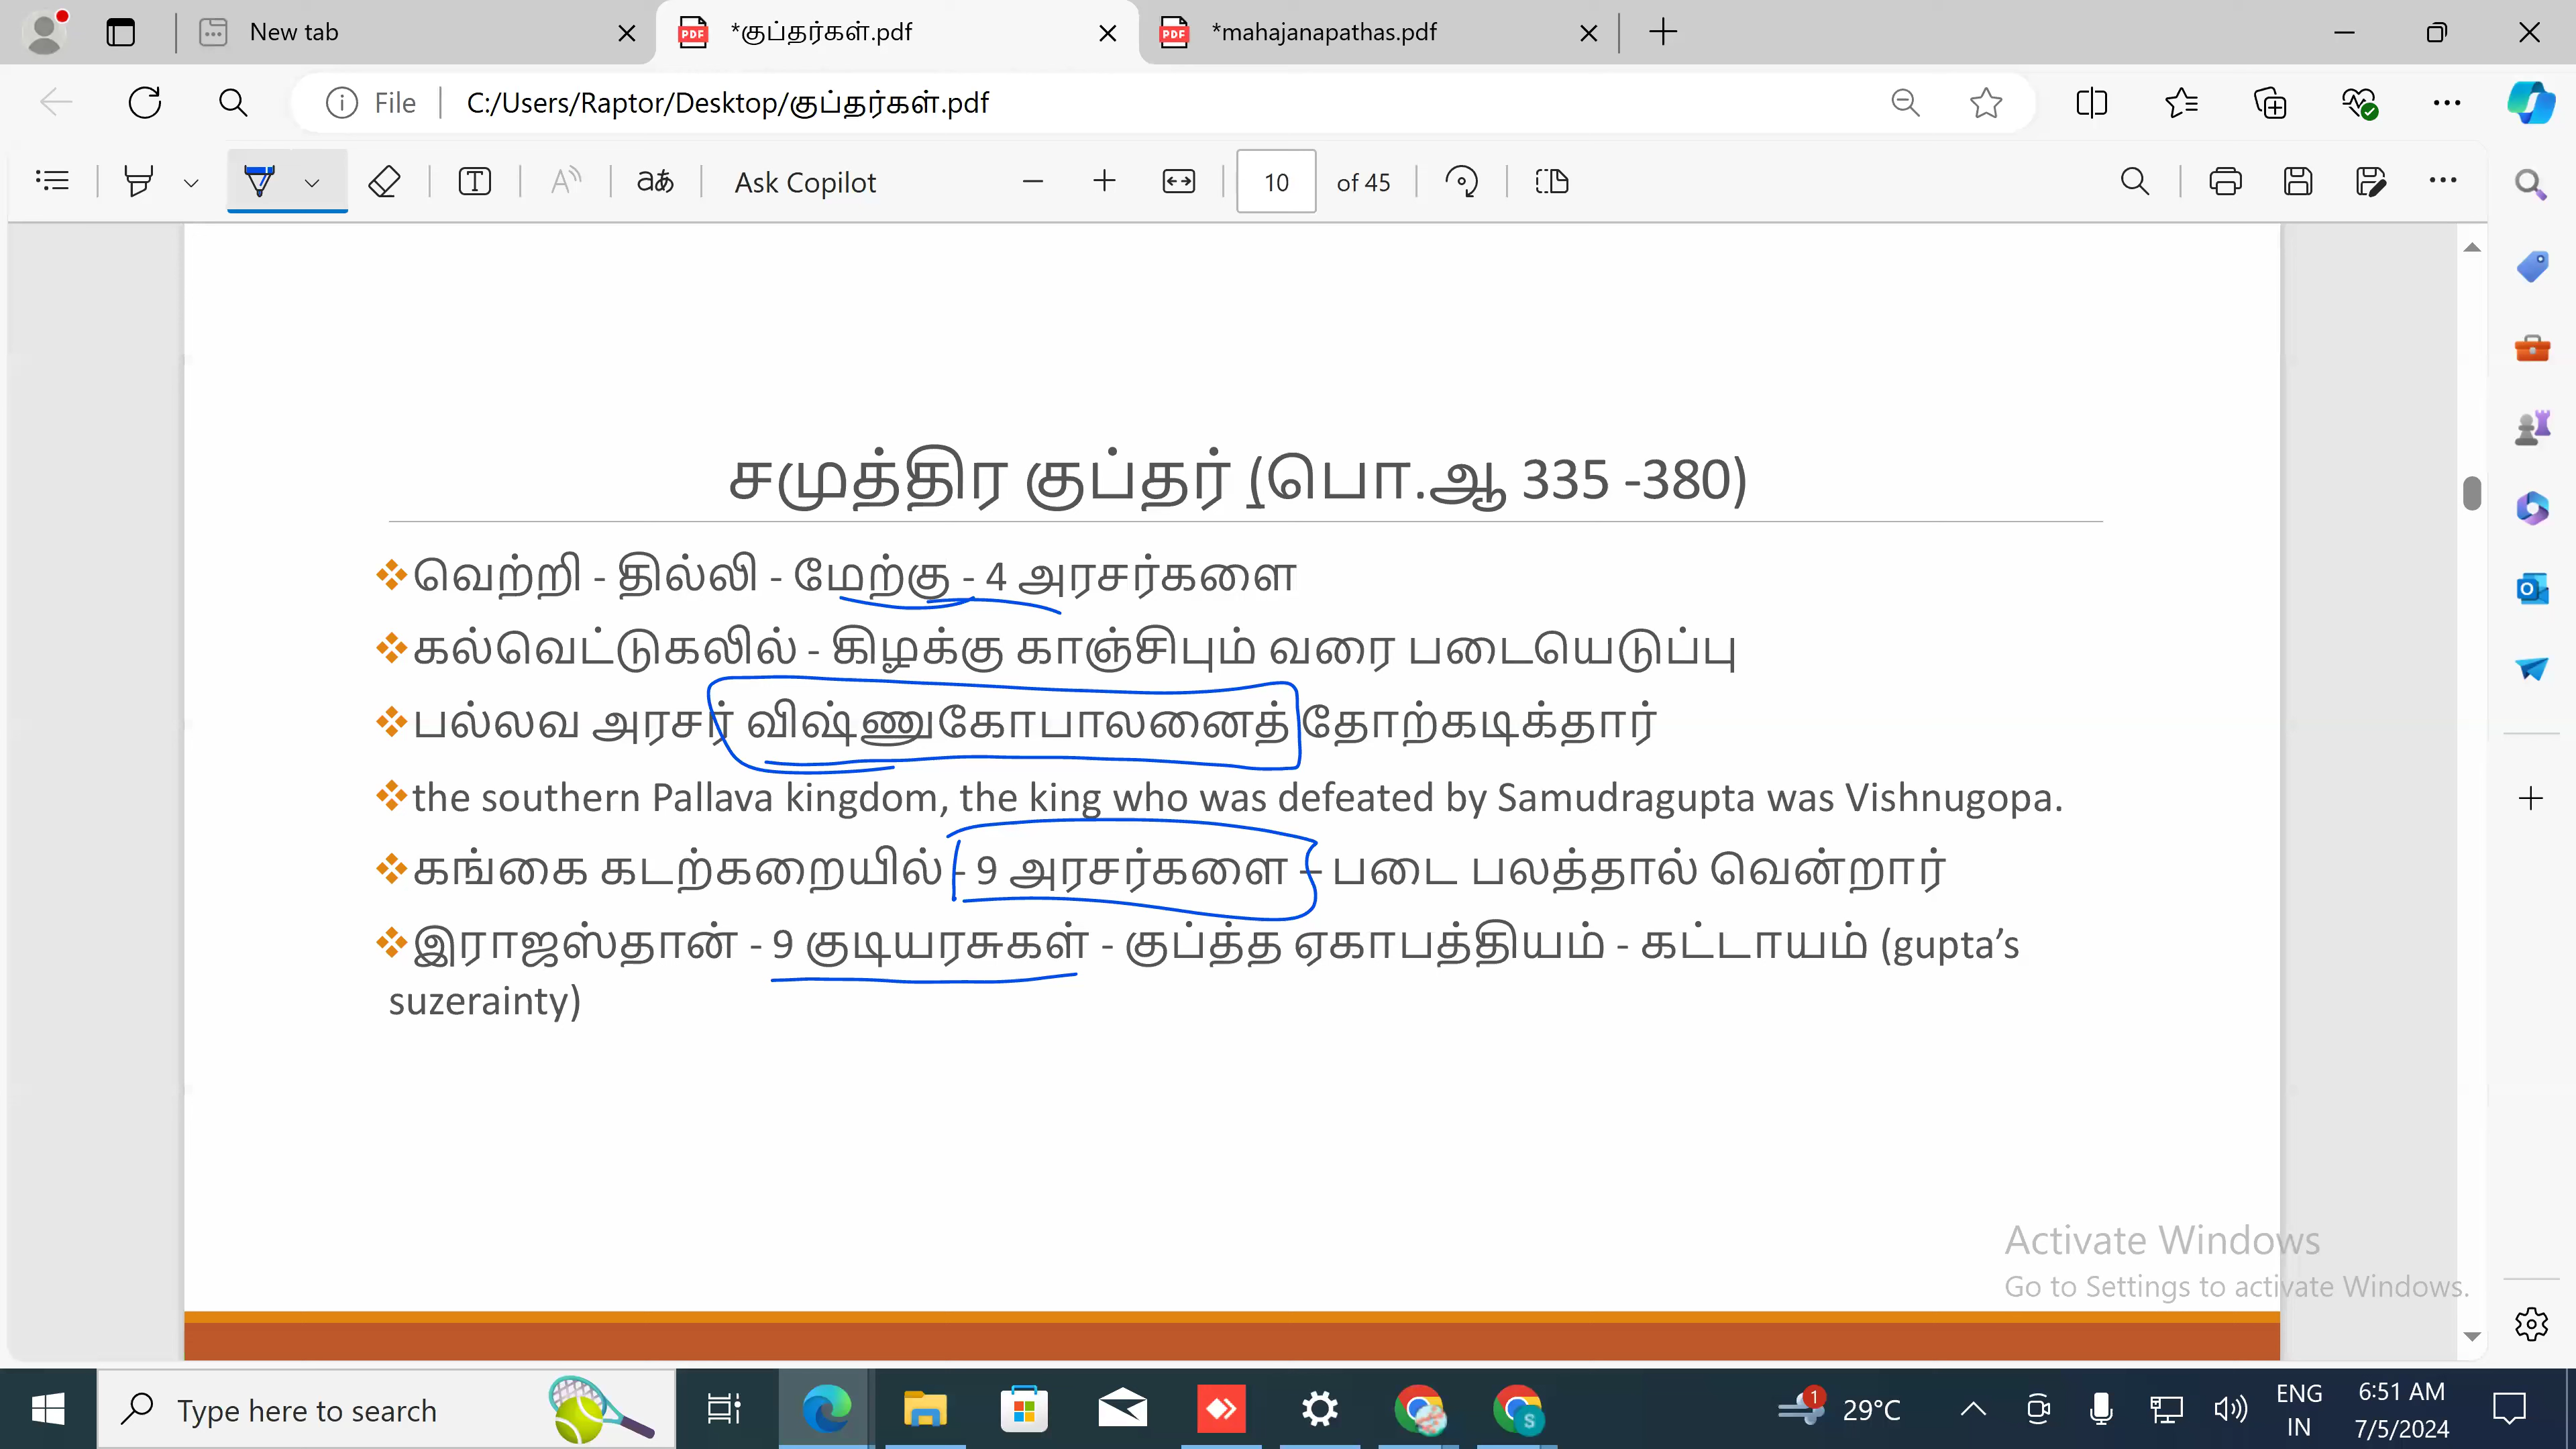 New tab
*குப்தர்கள்.pdf
*mahajanapathas.pdf
File
C:/Users/Raptor/Desktop/குப்தர்கள்.pdf
aあ
Ask Copilot
10 of 45
சமுத்திர குப்தர் (பொ.ஆ 335 -380)
வெற்றி - தில்லி - மேற்கு - 4 அரசர்களை
கல்வெட்டுகலில் - கிழக்கு காஞ்சிபும் வரை படையெடுப்பு
பல்லவ அரசர் விஷ்ணுகோபாலனைத் தோற்கடிக்தார்
the southern Pallava kingdom, the king who was defeated by Samudragupta was Vishnugopa.
கங்கை கடற்கறையில் - 9 அரசர்களை – படை பலத்தால் வென்றார்
இராஜஸ்தான் - 9 குடியரசுகள் - குப்த்த ஏகாபத்தியம் - கட்டாயம் (gupta’s
suzerainty)
Activate Windows
Go to Settings to activate Windows.
Type here to search
1
29°C
ENG
IN
6:51 AM
7/5/2024